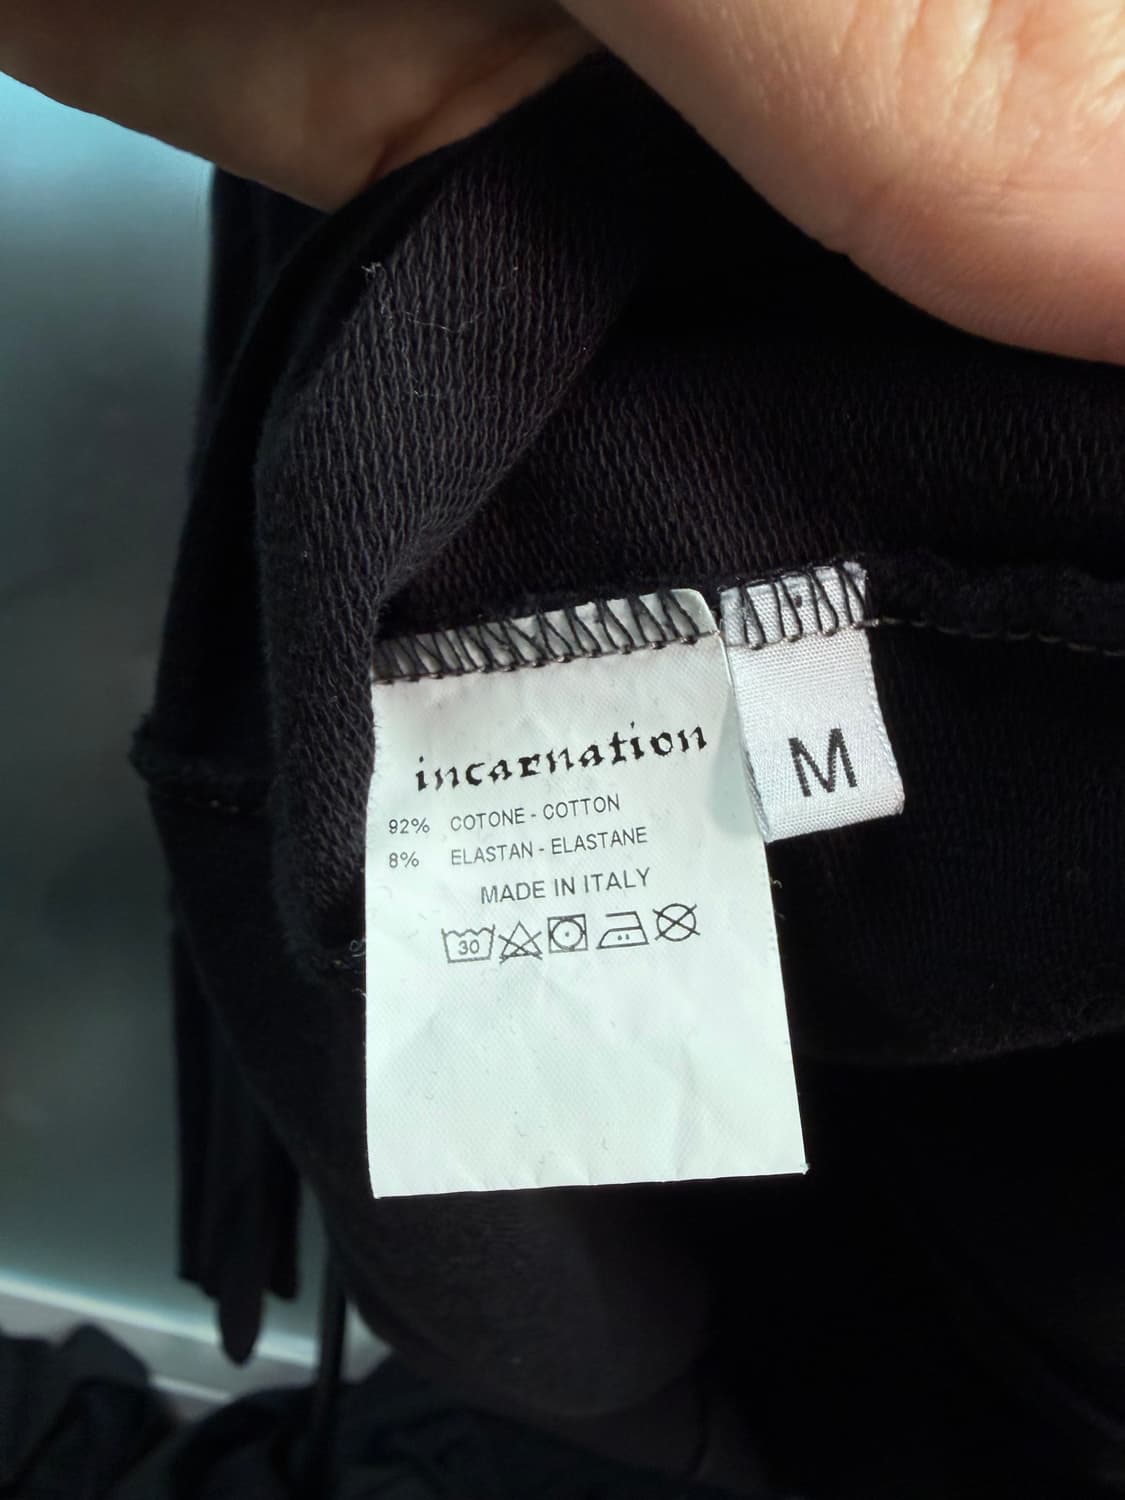 incarnation
92% COTONE - COTTON
8% ELASTAN - ELASTANE
MADE IN ITALY
30
M